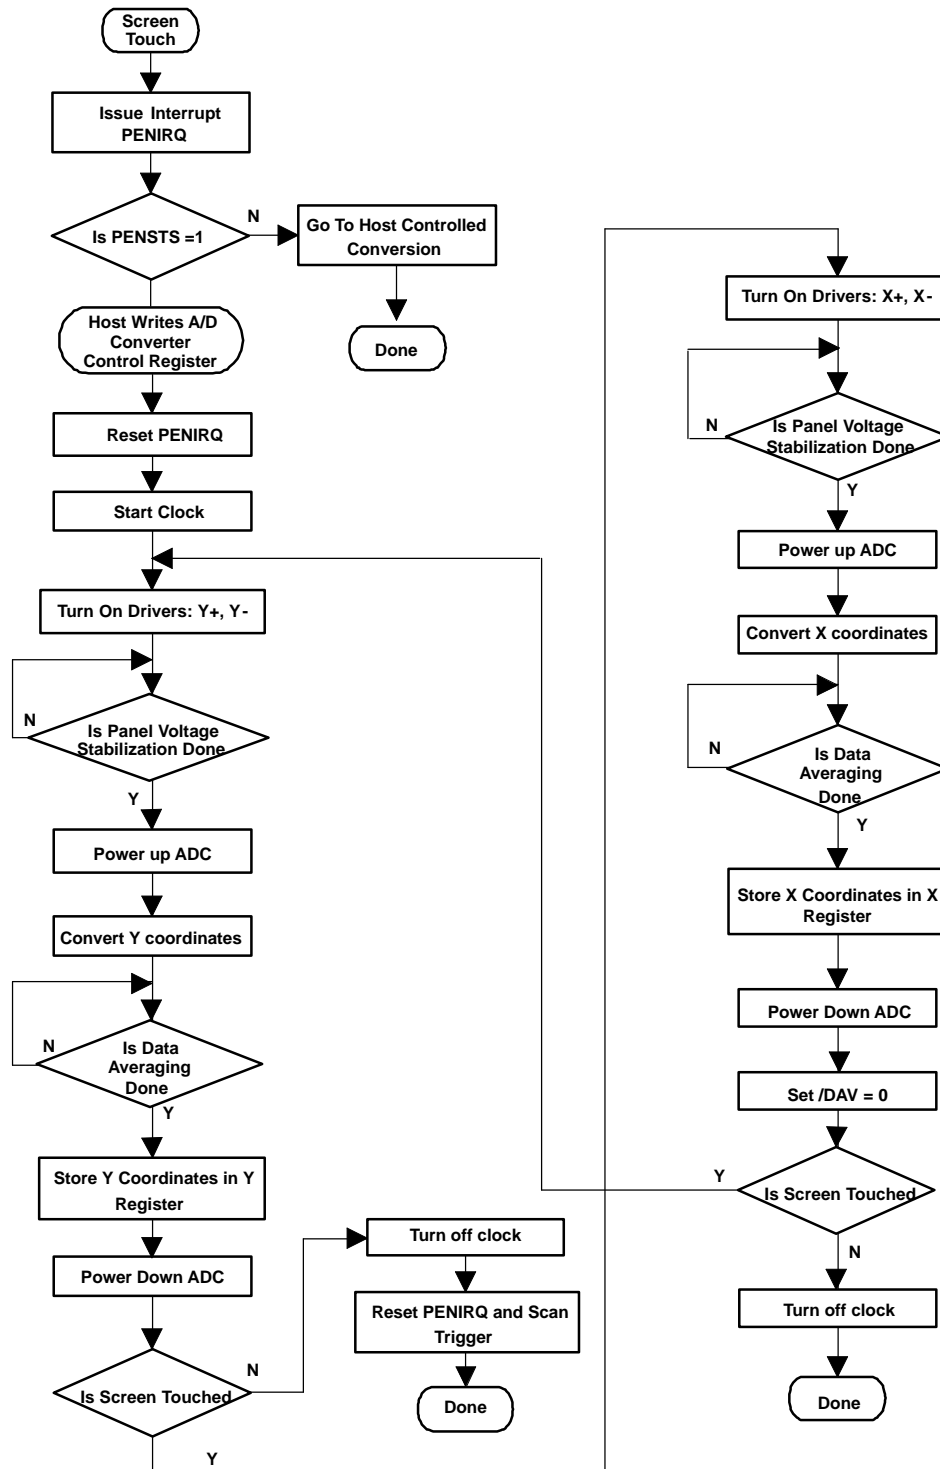 Screen
Touch
Issue Interrupt
PENIRQ
Is PENSTS =1
N
Go To Host Controlled
Conversion
Done
Host Writes A/D
Converter
Control Register
Reset PENIRQ
Start Clock
Turn On Drivers: Y+, Y-
N
Is Panel Voltage
Stabilization Done
Y
Power up ADC
Convert Y coordinates
N
Is Data
Averaging
Done
Y
Store Y Coordinates in Y
Register
Power Down ADC
Is Screen Touched
N
Y
Turn off clock
Reset PENIRQ and Scan
Trigger
Done
Turn On Drivers: X+, X-
N
Is Panel Voltage
Stabilization Done
Y
Power up ADC
Convert X coordinates
N
Is Data
Averaging
Done
Y
Store X Coordinates in X
Register
Power Down ADC
Set /DAV = 0
Y
Is Screen Touched
N
Turn off clock
Done